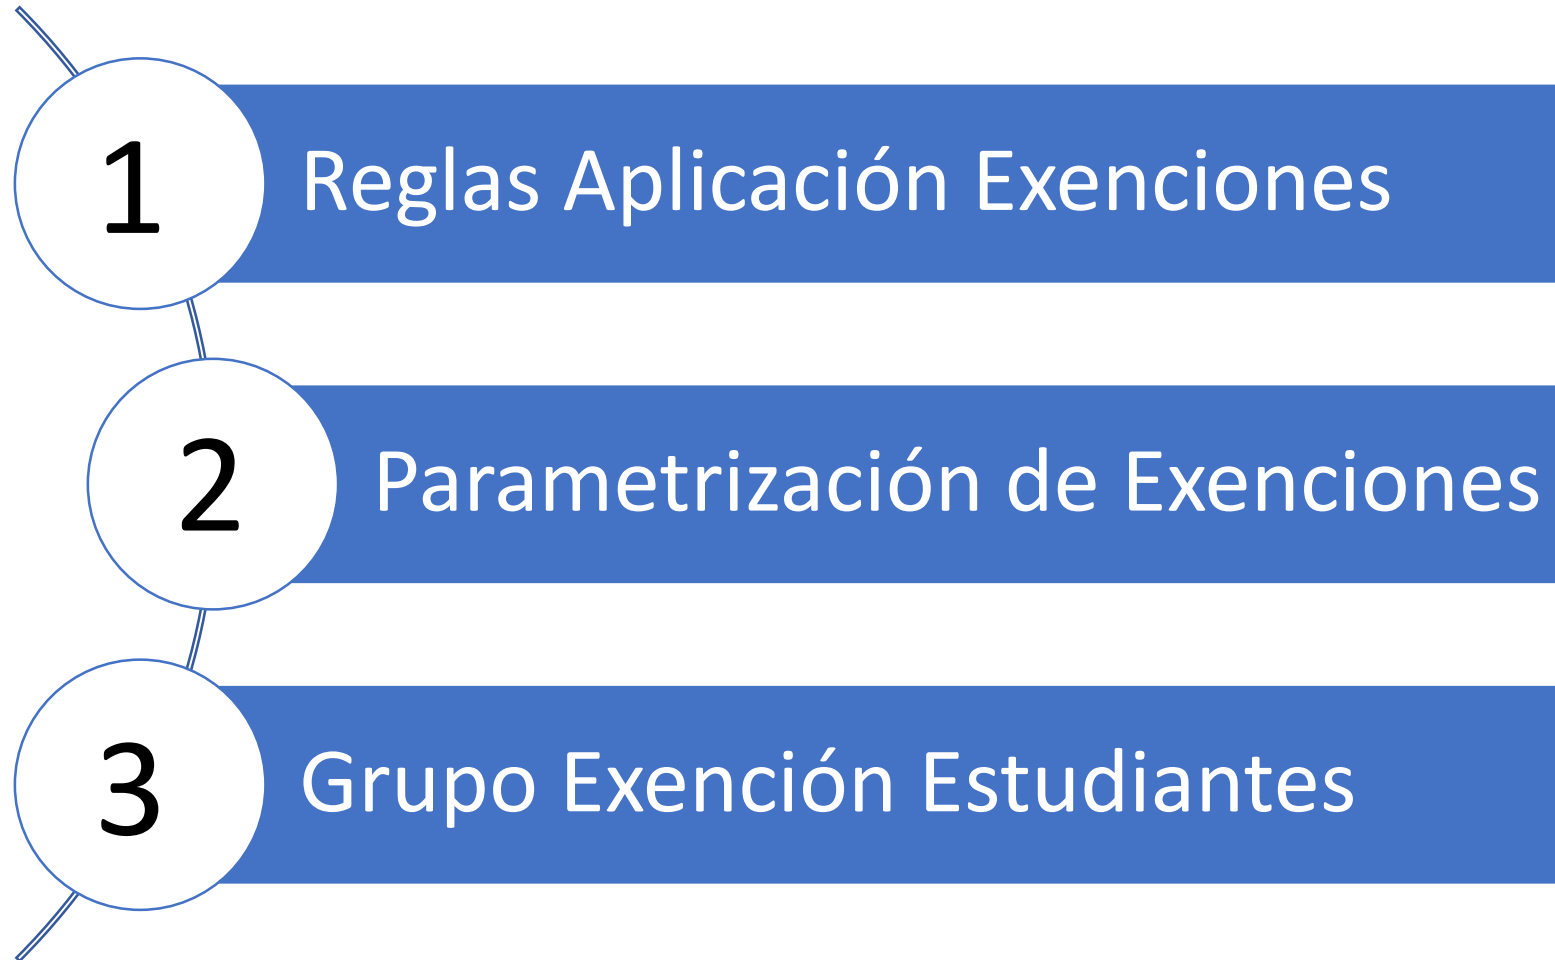 1
Reglas Aplicación Exenciones
2
Parametrización de Exenciones
3
Grupo Exención Estudiantes